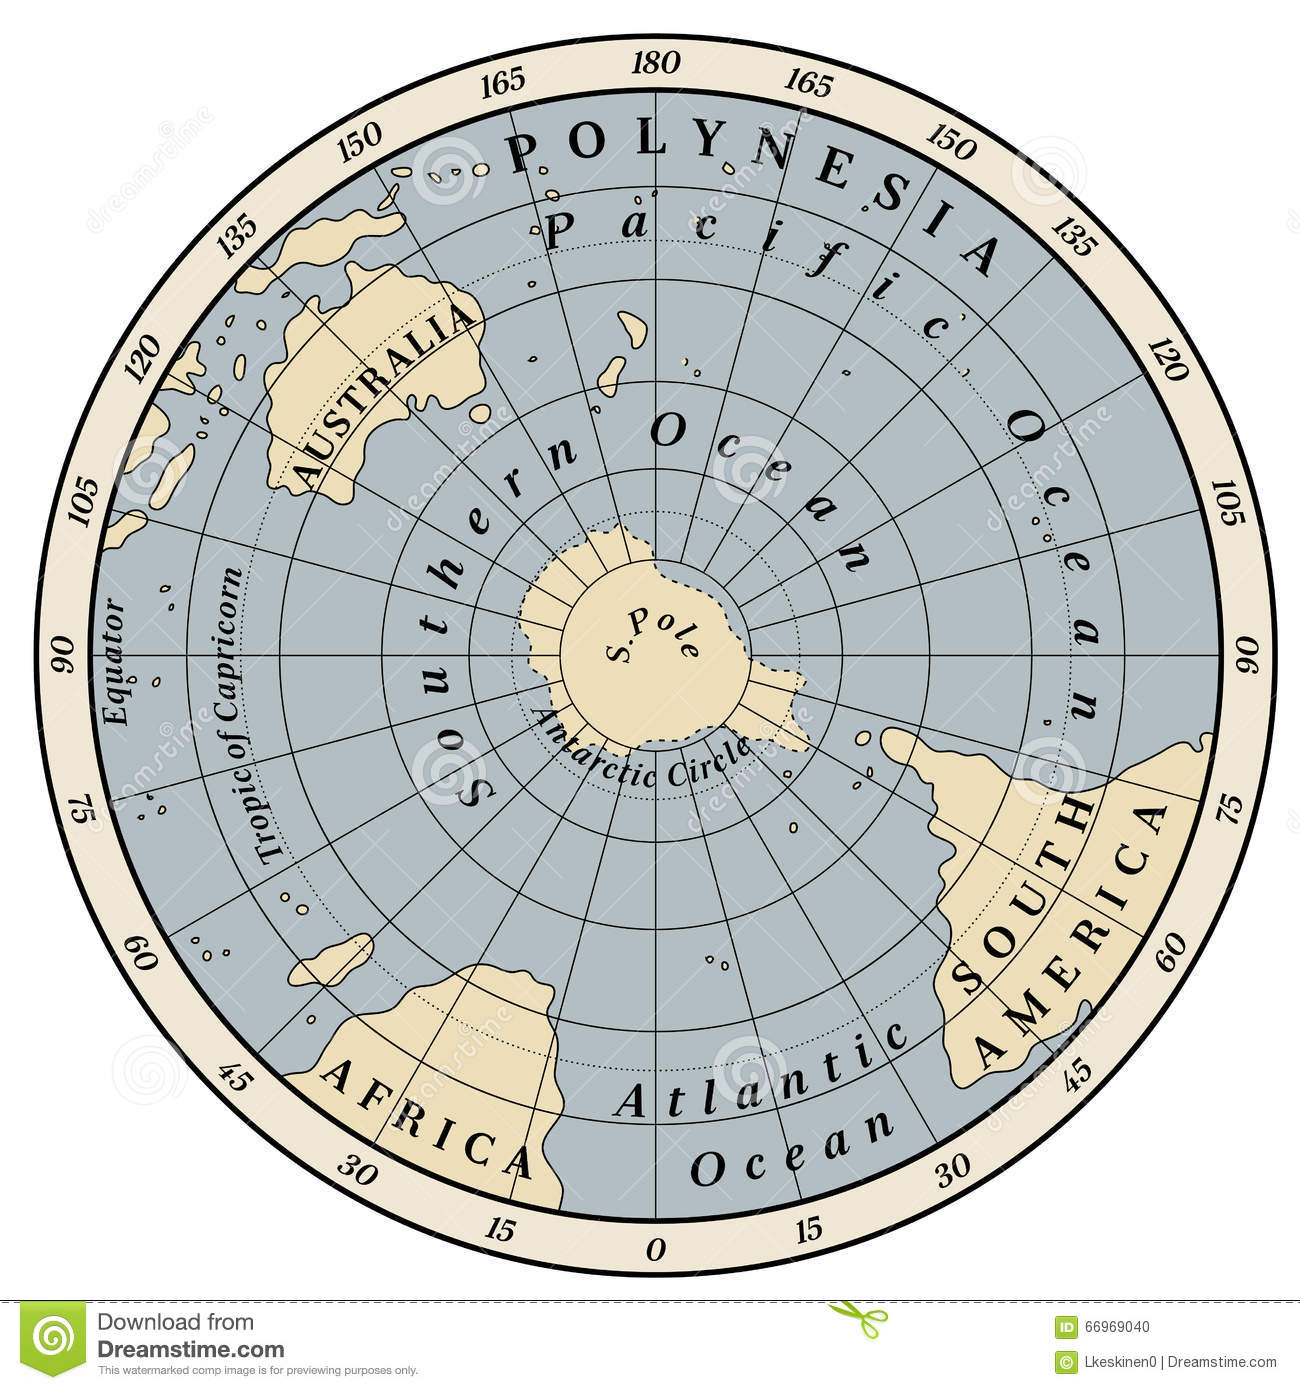 180
165
165
150
150
135
135
120
120
105
105
90
90
75
75
60
60
45
45
30
30
15
15
0
POLYNESIA
Pacific Ocean
AUSTRALIA
Southern Ocean
S. Pole
Antarctic Circle
Equator
Tropic of Capricorn
SOUTH
AMERICA
AFRICA
Atlantic
Ocean
dreamstime
Download from
Dreamstime.com
This watermarked comp image is for previewing purposes only.
ID 66969040
© Lkeskinen0 | Dreamstime.com